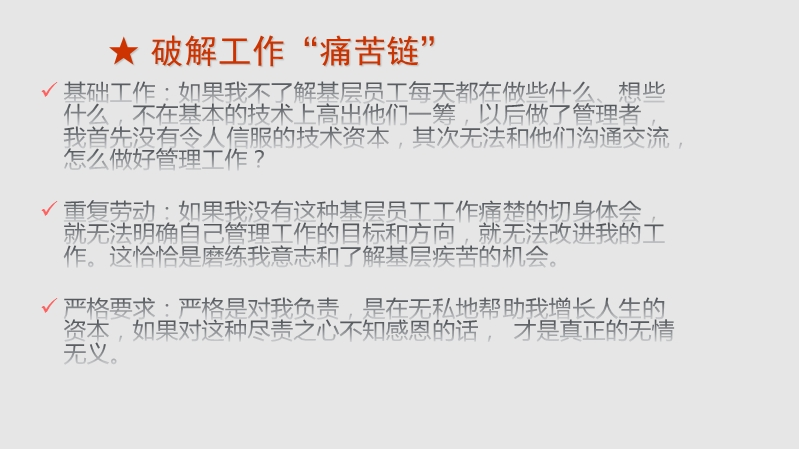 ★ 破解工作“痛苦链”
✓ 基础工作：如果我不了解基层员工每天都在做些什么、想些
什么，不在基本的技术上高出他们一筹，以后做了管理者，
我首先没有令人信服的技术资本，其次无法和他们沟通交流，
怎么做好管理工作？
✓ 重复劳动：如果我没有这种基层员工工作痛楚的切身体会，
就无法明确自己管理工作的目标和方向，就无法改进我的工
作。这恰恰是磨练我意志和了解基层疾苦的机会。
✓ 严格要求：严格是对我负责，是在无私地帮助我增长人生的
资本，如果对这种尽责之心不知感恩的话， 才是真正的无情
无义。